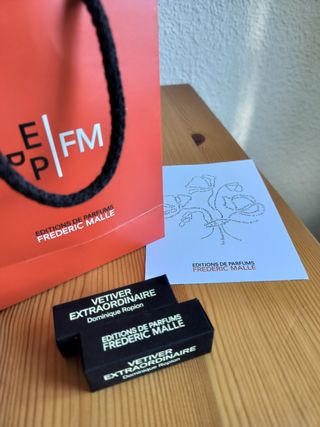 E
PP
FM
EDITIONS DE PARFUMS
FREDERIC MALLE
EDITIONS DE PARFUMS
FREDERIC MALLE
VETIVER
EXTRAORDINAIRE
Dominique Ropion
EDITIONS DE PARFUMS
FREDERIC MALLE
VETIVER
EXTRAORDINAIRE
Dominique Ropion